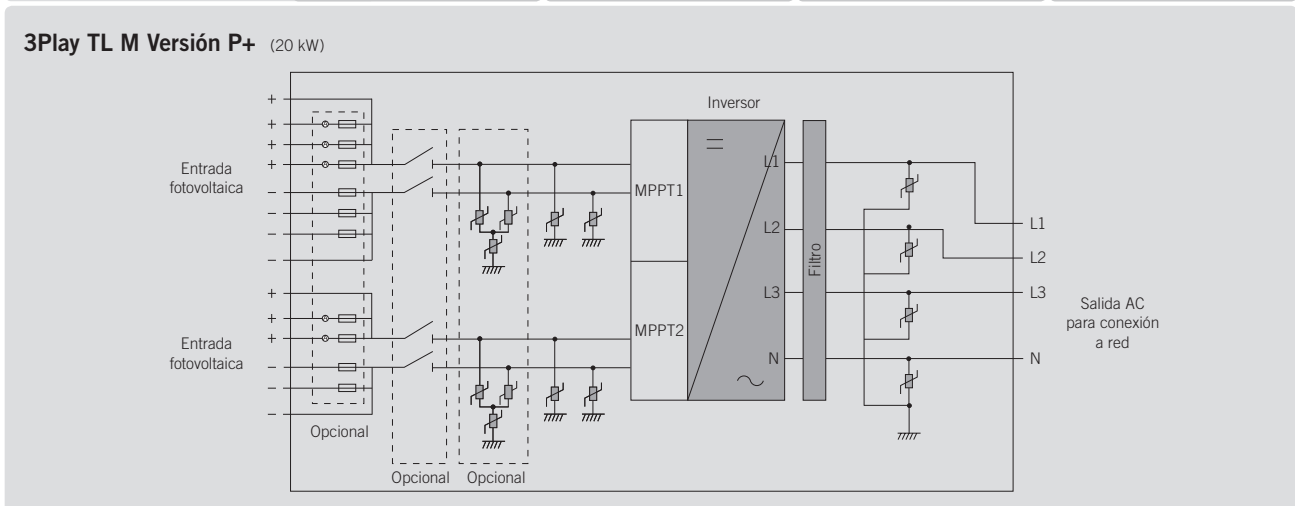 3Play TL M Versión P+ (20 kW)
Inversor
+
+
+
+
Entrada
fotovoltaica
-
-
-
-
+
+
+
Entrada
fotovoltaica
-
-
-
Opcional
Opcional
Opcional
MPPT1
MPPT2
L1
L2
L3
N
Filtro
L1
L2
L3
N
Salida AC
para conexión
a red